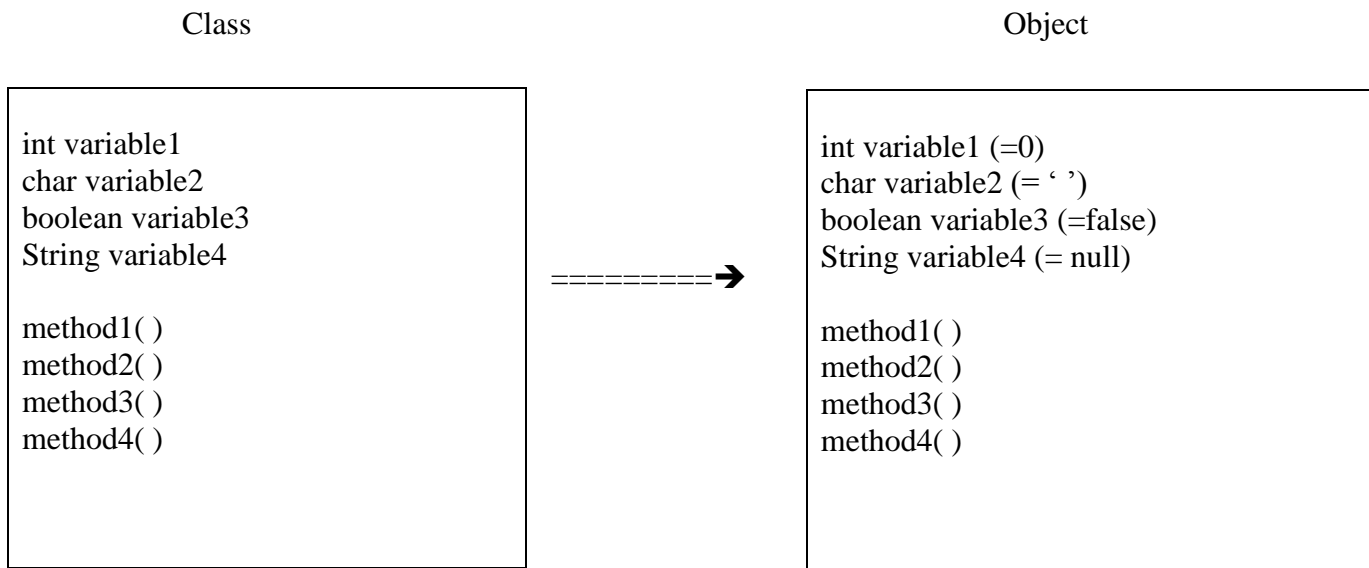 Class
Object
int variable1
char variable2
boolean variable3
String variable4
method1( )
method2( )
method3( )
method4( )
=========➔
int variable1 (=0)
char variable2 (= ‘ ’)
boolean variable3 (=false)
String variable4 (= null)
method1( )
method2( )
method3( )
method4( )